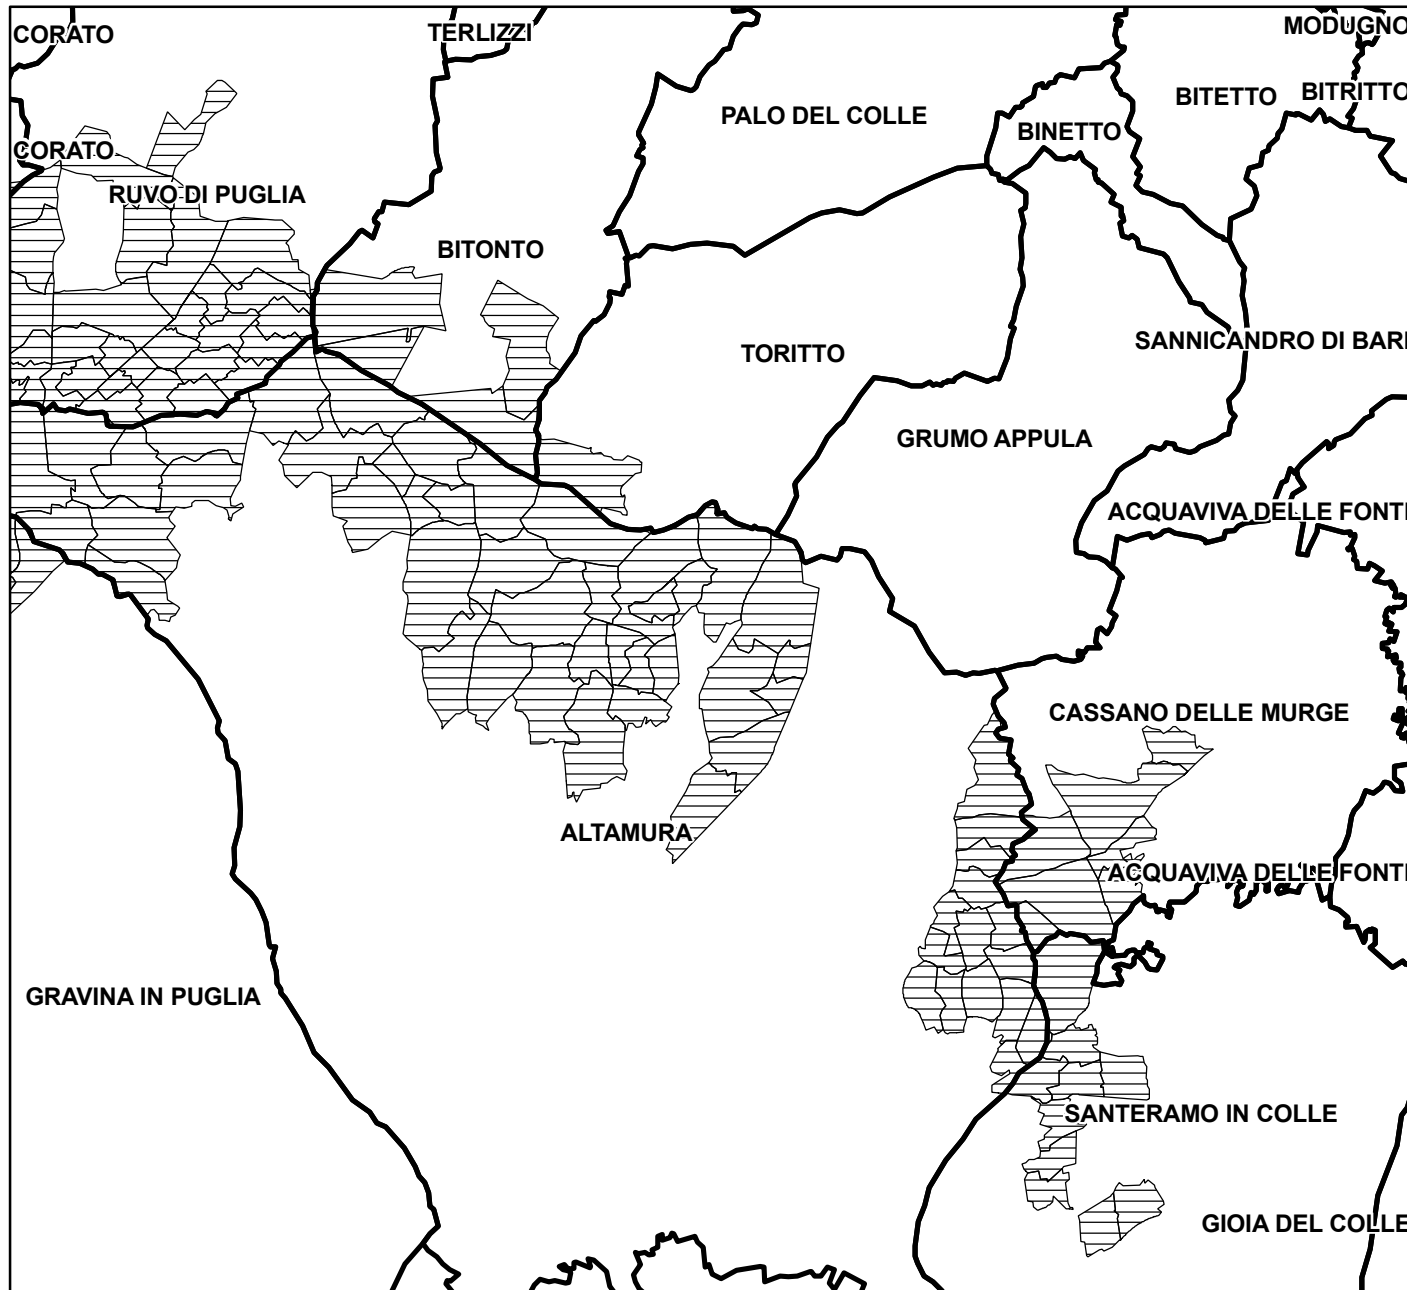 CORATO
TERLIZZI
MODUGNO
PALO DEL COLLE
BITETTO
BITRITTO
BINETTO
CORATO
RUVO DI PUGLIA
BITONTO
TORITTO
SANNICANDRO DI BARI
GRUMO APPULA
ACQUAVIVA DELLE FONTI
CASSANO DELLE MURGE
ALTAMURA
ACQUAVIVA DELLE FONTI
GRAVINA IN PUGLIA
SANTERAMO IN COLLE
GIOIA DEL COLLE